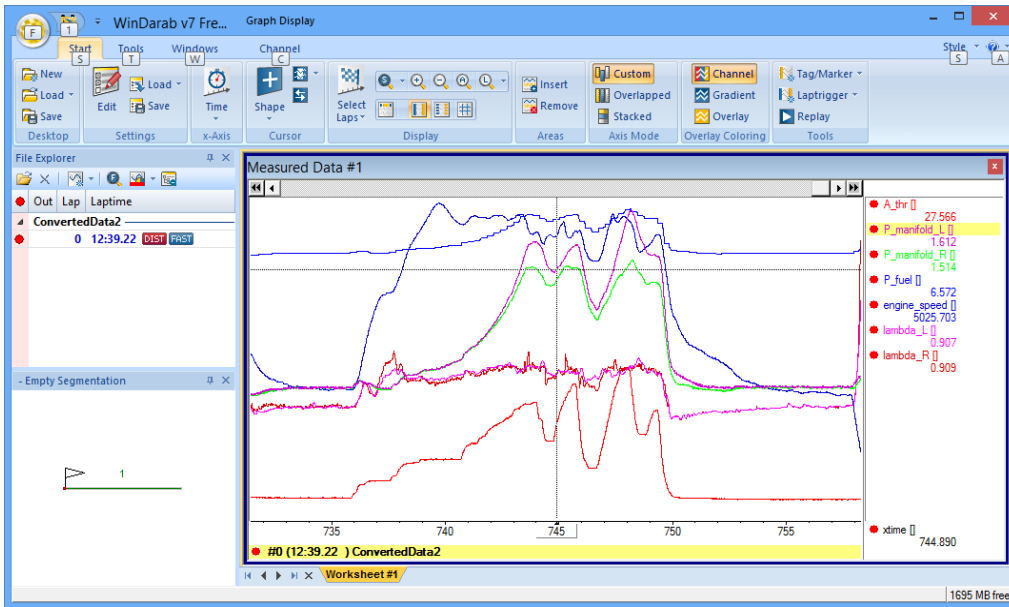 WinDarab v7 Fre...
Graph Display
F
1
Start
Tools
Windows
Channel
Style
S
T
W
C
S
A
New
Load
Save
Desktop
Edit
Load
Save
Settings
Time
x-Axis
Shape
Cursor
Select
Laps
Display
Insert
Remove
Areas
Custom
Overlapped
Stacked
Axis Mode
Channel
Gradient
Overlay
Overlay Coloring
Tag/Marker
Laptrigger
Replay
Tools
File Explorer
Out Lap Laptime
ConvertedData2
0 12:39.22 DIST FAST
- Empty Segmentation
1
Measured Data #1
A_thr []
27.566
P_manifold_L []
1.612
P_manifold_R []
1.514
P_fuel []
6.572
engine_speed []
5025.703
lambda_L []
0.907
lambda_R []
0.909
735 740 745 750 755
xtime []
744.890
#0 (12:39.22 ) ConvertedData2
Worksheet #1
1695 MB free